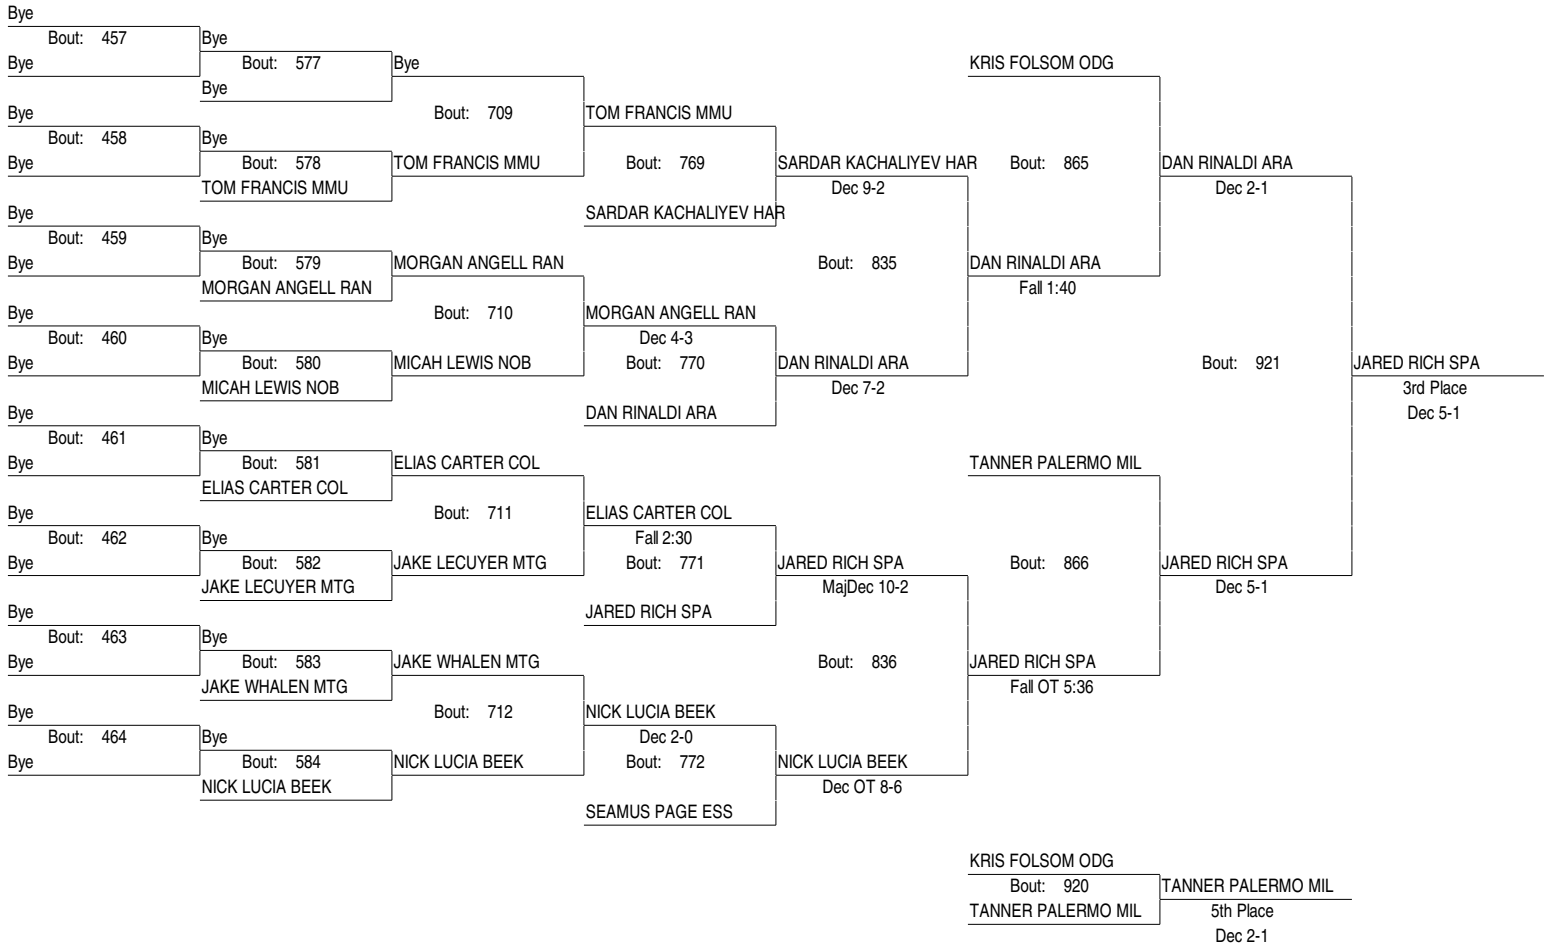 Bye
Bout: 457 Bye
Bye Bout: 577 Bye KRIS FOLSOM ODG
Bye
Bye Bout: 709 TOM FRANCIS MMU
Bout: 458 Bye
Bye Bout: 578 TOM FRANCIS MMU Bout: 769 SARDAR KACHALIYEV HAR Bout: 865 DAN RINALDI ARA
TOM FRANCIS MMU Dec 9-2 Dec 2-1
Bye SARDAR KACHALIYEV HAR
Bout: 459 Bye
Bye Bout: 579 MORGAN ANGELL RAN Bout: 835 DAN RINALDI ARA
MORGAN ANGELL RAN Fall 1:40
Bye Bout: 710 MORGAN ANGELL RAN
Bout: 460 Bye Dec 4-3
Bye Bout: 580 MICAH LEWIS NOB Bout: 770 DAN RINALDI ARA Bout: 921 JARED RICH SPA
MICAH LEWIS NOB Dec 7-2 3rd Place
Bye DAN RINALDI ARA Dec 5-1
Bout: 461 Bye
Bye Bout: 581 ELIAS CARTER COL TANNER PALERMO MIL
ELIAS CARTER COL
Bye Bout: 711 ELIAS CARTER COL
Bout: 462 Bye Fall 2:30
Bye Bout: 582 JAKE LECUYER MTG Bout: 771 JARED RICH SPA Bout: 866 JARED RICH SPA
JAKE LECUYER MTG MajDec 10-2 Dec 5-1
Bye JARED RICH SPA
Bout: 463 Bye
Bye Bout: 583 JAKE WHALEN MTG Bout: 836 JARED RICH SPA
JAKE WHALEN MTG Fall OT 5:36
Bye Bout: 712 NICK LUCIA BEEK
Bout: 464 Bye Dec 2-0
Bye Bout: 584 NICK LUCIA BEEK Bout: 772 NICK LUCIA BEEK
NICK LUCIA BEEK Dec OT 8-6
SEAMUS PAGE ESS
KRIS FOLSOM ODG
Bout: 920 TANNER PALERMO MIL
TANNER PALERMO MIL 5th Place
Dec 2-1